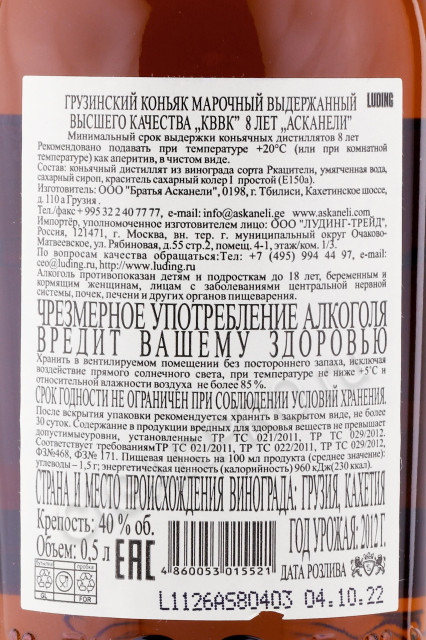 ГРУЗИНСКИЙ КОНЬЯК МАРОЧНЫЙ ВЫДЕРЖАННЫЙ
LUDING
ВЫСШЕГО КАЧЕСТВА „КВВК” 8 ЛЕТ „АСКАНЕЛИ”
Минимальный срок выдержки коньячных дистиллятов 8 лет
Рекомендовано подавать при температуре +20°С (или при комнатной
температуре) как аперитив, в чистом виде.
Состав: коньячный дистиллят из винограда сорта Ркацители, умягченная вода,
сахарный сироп, краситель сахарный колер I простой (Е150а).
Изготовитель: ООО "Братья Асканели", 0198, г. Тбилиси, Кахетинское шоссе,
д. 110 а Грузия .
Тел./факс + 995 32 2 40 77 77, e-mail: info@askaneli.ge www.askaneli.com
Импортёр, уполномоченное изготовителем лицо: ООО "ЛУДИНГ-ТРЕЙД",
Россия, 121471, г. Москва, вн. тер. г. муниципальный округ Очаково-
Матвеевское, ул. Рябиновая, д.55 стр.2, помещ. 4-1, этаж/ком. 1/3.
По вопросам качества обращаться:Тел: +7 (495) 994 44 97, e-mail:
ceo@luding.ru, http://www.luding.ru
Алкоголь противопоказан детям и подросткам до 18 лет, беременным и
кормящим женщинам, лицам с заболеваниями центральной нервной
системы, почек, печени и других органов пищеварения.
ЧРЕЗМЕРНОЕ УПОТРЕБЛЕНИЕ АЛКОГОЛЯ
ВРЕДИТ ВАШЕМУ ЗДОРОВЬЮ
Хранить в вентилируемом помещении без постороннего запаха, исключая
воздействие прямого солнечного света, при температуре не ниже +5°С и
относительной влажности воздуха не более 85 %.
СРОК ГОДНОСТИ НЕ ОГРАНИЧЕН ПРИ СОБЛЮДЕНИИ УСЛОВИЙ ХРАНЕНИЯ.
После вскрытия упаковки рекомендуется хранить в закрытом виде, не более
30 суток. Содержание в продукции вредных для здоровья веществ не превышает
допустимыеуровни, установленные ТР ТС 021/2011, ТР ТС 029/2012.
Соответствует требованиямТР ТС 021/2011, ТР ТС 022/2011, ТР ТС 029/2012,
ФЗ№468, ФЗ№ 171. Пищевая ценность на 100 мл продукта (среднее значение):
углеводы – 1,5 г; энергетическая ценность (калорийность) 960 кДж(230 ккал).
СТРАНА И МЕСТО ПРОИСХОЖДЕНИЯ ВИНОГРАДА: ГРУЗИЯ, КАХЕТИЯ
Крепость: 40 % об.
ГОД УРОЖАЯ: 2012 Г.
Объем: 0,5 л
EAC
4 860053 015521
ДАТА РОЗЛИВА
бутылка
пробка
GL
FOR
L1126AS80403 04.10.22